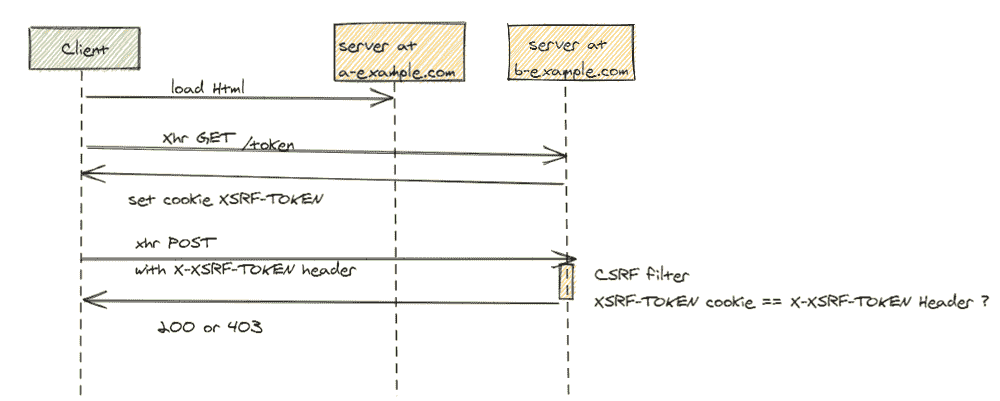 Client
server at
a-example.com
server at
b-example.com
load Html
xhr GET /token
set cookie XSRF-TOKEN
xhr POST
with X-XSRF-TOKEN header
CSRF filter
XSRF-TOKEN cookie == X-XSRF-TOKEN Header ?
200 or 403